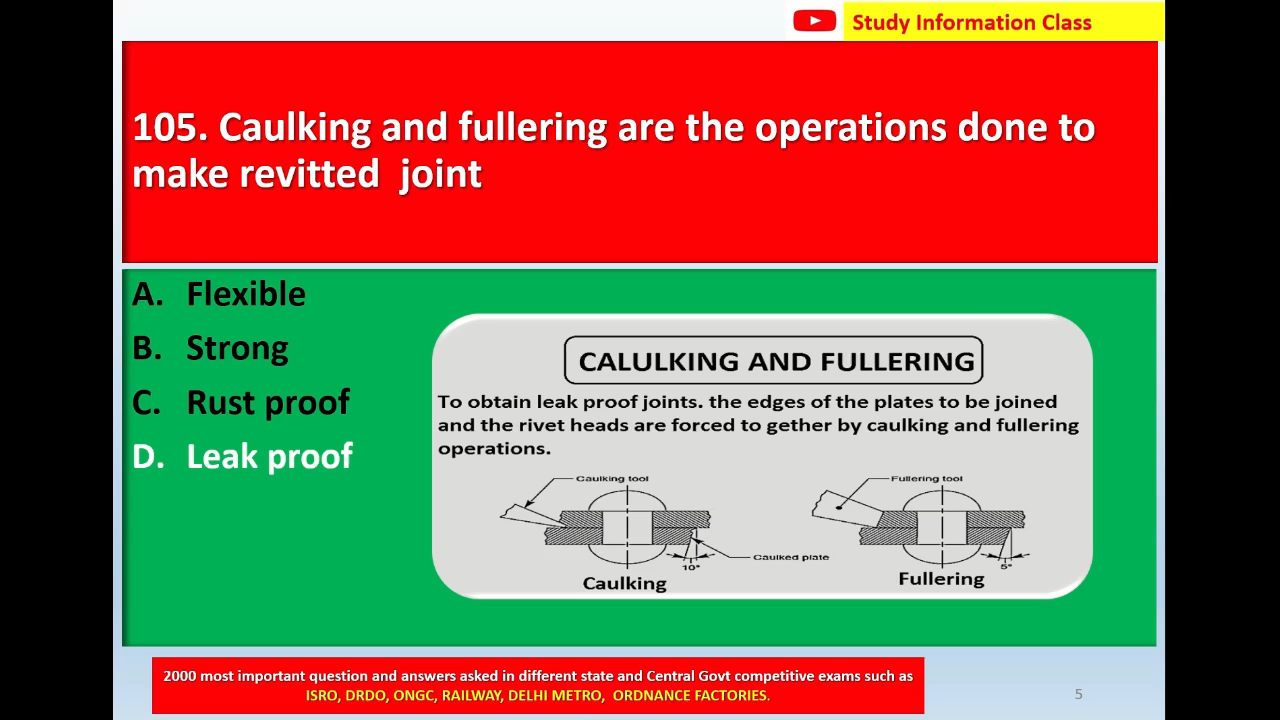 Study Information Class
105. Caulking and fullering are the operations done to
make revitted  joint
A. Flexible
B. Strong
C. Rust proof
D. Leak proof
CALULKING AND FULLERING
To obtain leak proof joints. the edges of the plates to be joined
and the rivet heads are forced to gether by caulking and fullering
operations.
Caulking tool
Fullering tool
Caulked plate
10°
5°
Caulking
Fullering
2000 most important question and answers asked in different state and Central Govt competitive exams such as
ISRO, DRDO, ONGC, RAILWAY, DELHI METRO,  ORDNANCE FACTORIES.
5